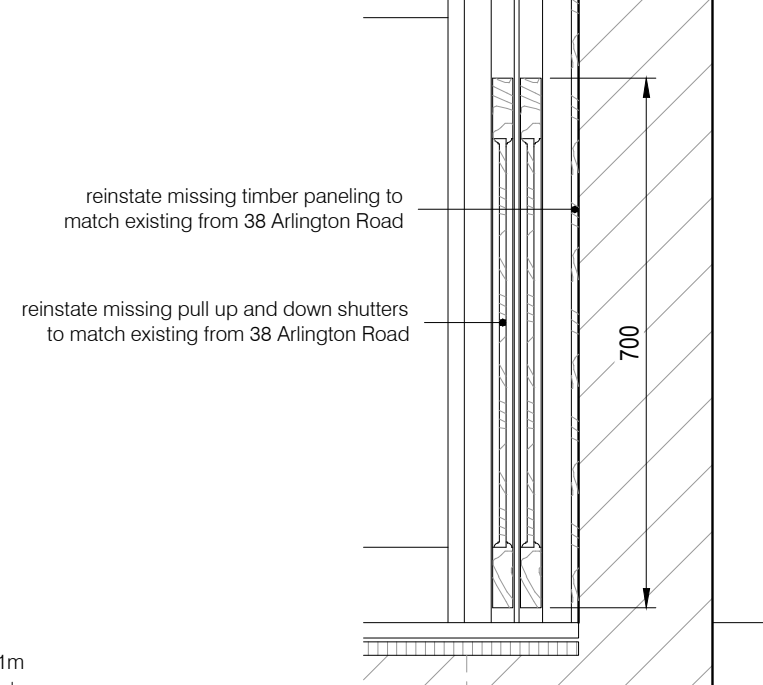 reinstate missing timber paneling to
match existing from 38 Arlington Road
reinstate missing pull up and down shutters
to match existing from 38 Arlington Road
700
1m